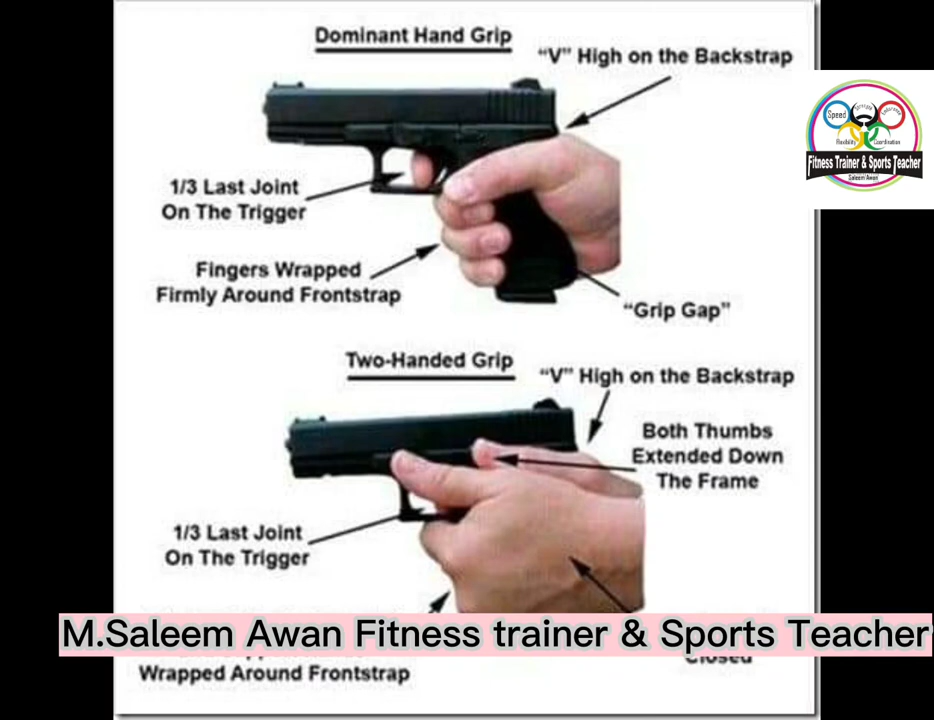 Dominant Hand Grip
“V” High on the Backstrap
Speed
Strength
Endurance
Flexibility
Coordination
Fitness Trainer & Sports Teacher
Saleem Awan
1/3 Last Joint
On The Trigger
Fingers Wrapped
Firmly Around Frontstrap
“Grip Gap”
Two-Handed Grip
“V” High on the Backstrap
Both Thumbs
Extended Down
The Frame
1/3 Last Joint
On The Trigger
M.Saleem Awan Fitness trainer & Sports Teacher
Closed
Wrapped Around Frontstrap